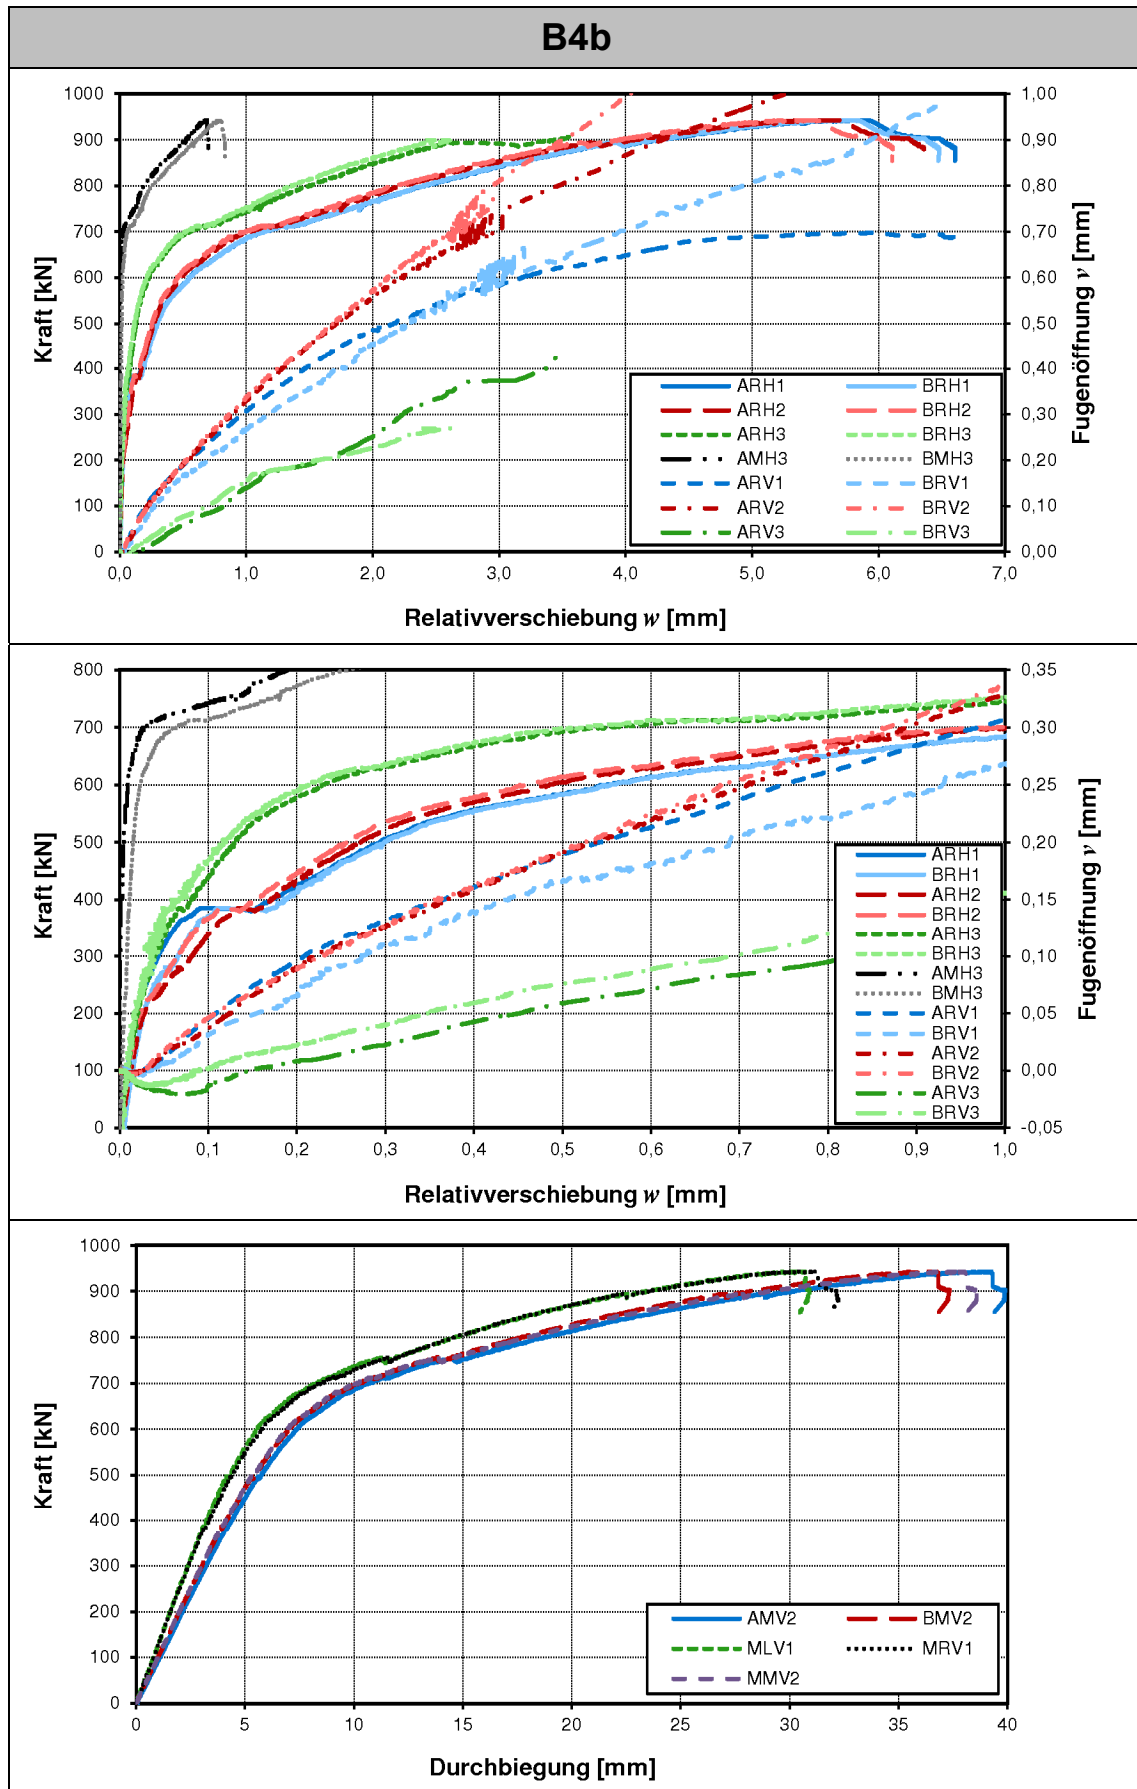 B4b
1000
900
800
700
600
500
400
300
200
100
0
Kraft [kN]
1,00
0,90
0,80
0,70
0,60
0,50
0,40
0,30
0,20
0,10
0,00
Fugenöffnung v [mm]
ARH1 BRH1
ARH2 BRH2
ARH3 BRH3
AMH3 BMH3
ARV1 BRV1
ARV2 BRV2
ARV3 BRV3
0,0 1,0 2,0 3,0 4,0 5,0 6,0 7,0
Relativverschiebung w [mm]
800
700
600
500
400
300
200
100
0
Kraft [kN]
0,35
0,30
0,25
0,20
0,15
0,10
0,05
0,00
-0,05
Fugenöffnung v [mm]
ARH1
BRH1
ARH2
BRH2
ARH3
BRH3
AMH3
BMH3
ARV1
BRV1
ARV2
BRV2
ARV3
BRV3
0,0 0,1 0,2 0,3 0,4 0,5 0,6 0,7 0,8 0,9 1,0
Relativverschiebung w [mm]
1000
900
800
700
600
500
400
300
200
100
0
Kraft [kN]
AMV2 BMV2
MLV1 MRV1
MMV2
0 5 10 15 20 25 30 35 40
Durchbiegung [mm]